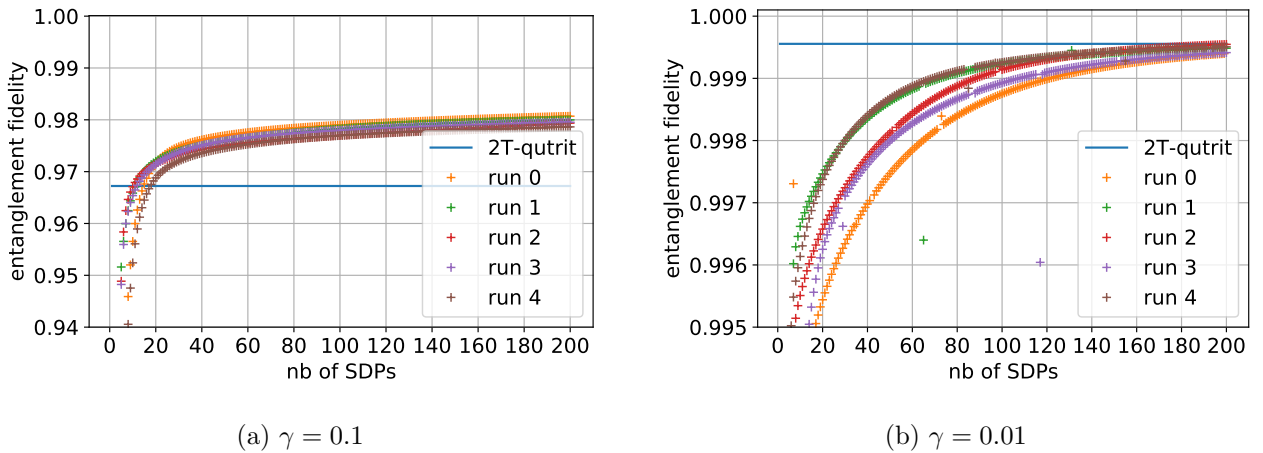 1.00
0.99
0.98
0.97
0.96
0.95
0.94
entanglement fidelity
0 20 40 60 80 100 120 140 160 180 200
nb of SDPs
2T-qutrit
run 0
run 1
run 2
run 3
run 4
(a) γ = 0.1
1.000
0.999
0.998
0.997
0.996
0.995
entanglement fidelity
0 20 40 60 80 100 120 140 160 180 200
nb of SDPs
2T-qutrit
run 0
run 1
run 2
run 3
run 4
(b) γ = 0.01